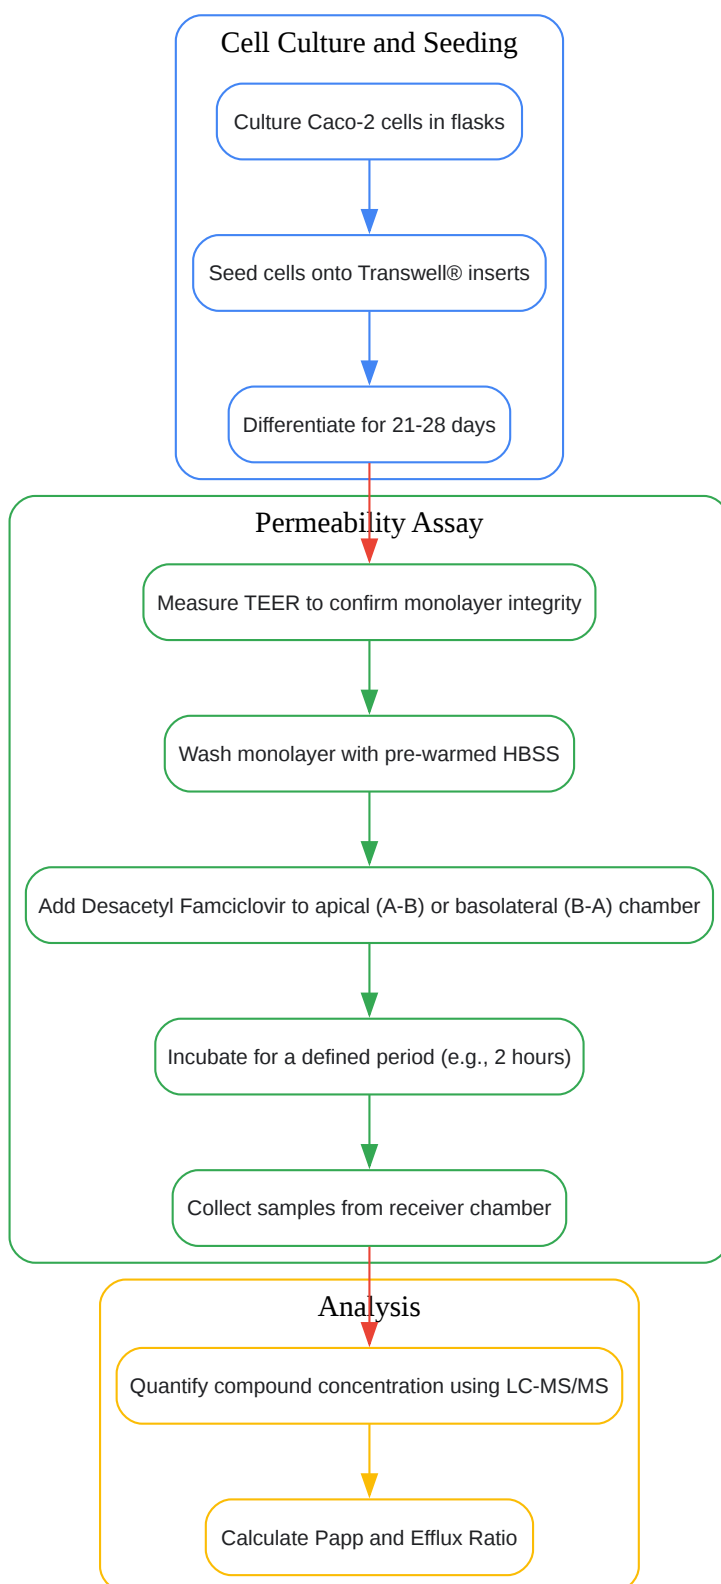 Cell Culture and Seeding
Culture Caco-2 cells in flasks
Seed cells onto Transwell® inserts
Differentiate for 21-28 days
Permeability Assay
Measure TEER to confirm monolayer integrity
Wash monolayer with pre-warmed HBSS
Add Desacetyl Famciclovir to apical (A-B) or basolateral (B-A) chamber
Incubate for a defined period (e.g., 2 hours)
Collect samples from receiver chamber
Analysis
Quantify compound concentration using LC-MS/MS
Calculate Papp and Efflux Ratio